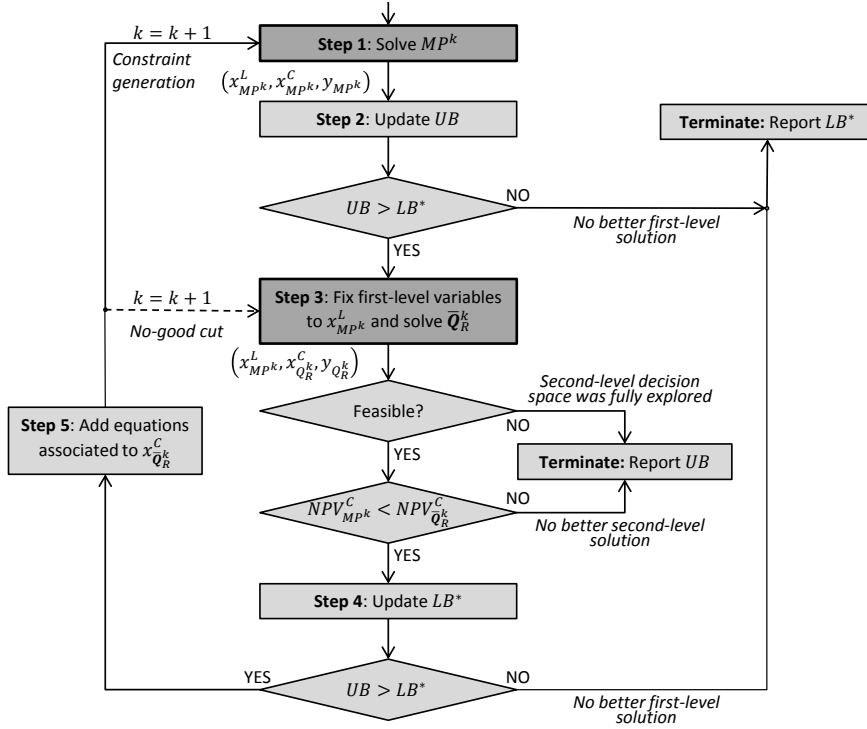 k = k + 1
Constraint
generation
Step 1: Solve MP^k
(x^L_{MP^k}, x^C_{MP^k}, y_{MP^k})
Step 2: Update UB
Terminate: Report LB*
UB > LB*
NO
No better first-level
solution
YES
k = k + 1
No-good cut
Step 3: Fix first-level variables
to x^L_{MP^k} and solve Q̅^k_R
(x^L_{MP^k}, x^C_{Q^k_R}, y_{Q^k_R})
Feasible?
NO
Second-level decision
space was fully explored
YES
Step 5: Add equations
associated to x^C_{Q̅^k_R}
Terminate: Report UB
NPV^C_{MP^k} < NPV^C_{Q̅^k_R}
NO
No better second-level
solution
YES
Step 4: Update LB*
YES
UB > LB*
NO
No better first-level
solution